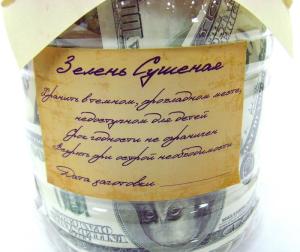 Зелень Сушеная
Хранить в темном, прохладном месте,
недоступном для детей
Срок годности не ограничен
Вскрыть при острой необходимости
Дата заготовки